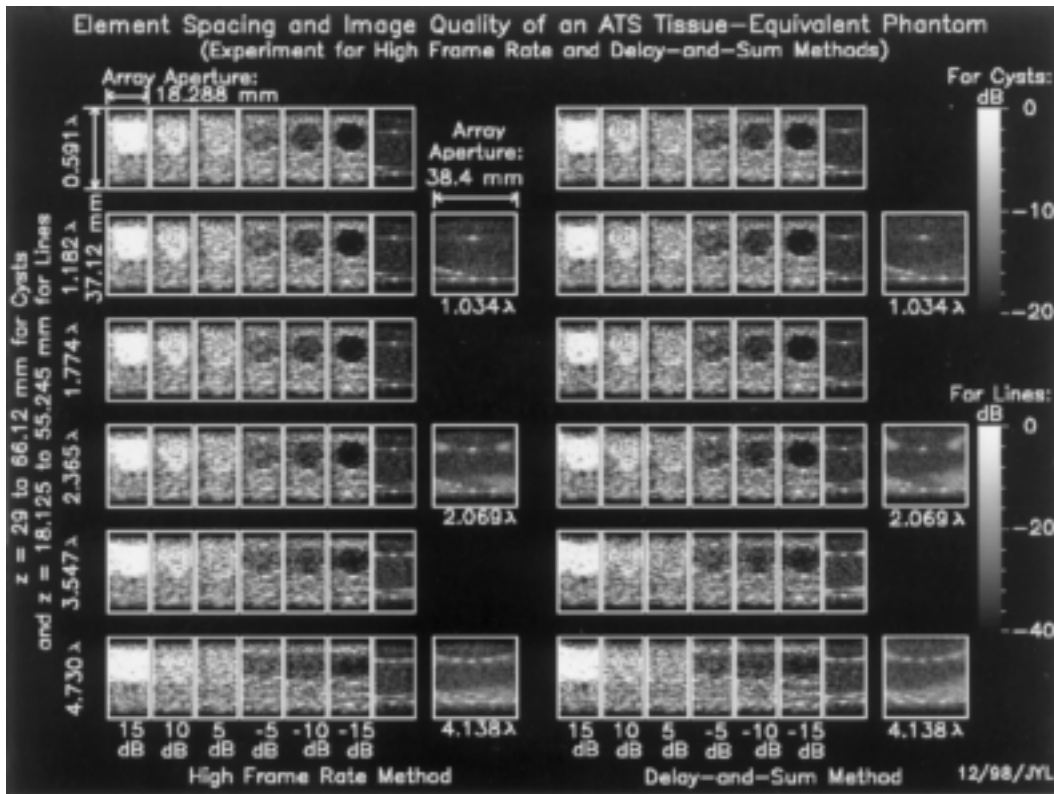 Element Spacing and Image Quality of an ATS Tissue-Equivalent Phantom
(Experiment for High Frame Rate and Delay-and-Sum Methods)
Array Aperture:
18.288 mm
37.12 mm
Array
Aperture:
38.4 mm
z = 29 to 66.12 mm for Cysts
and z = 18.125 to 55.245 mm for Lines
0.591λ
1.182λ
1.774λ
2.365λ
3.547λ
4.730λ
1.034λ
2.069λ
4.138λ
1.034λ
2.069λ
4.138λ
For Cysts:
dB
0
-10
-20
For Lines:
dB
0
-20
-40
15 10 5 -5 -10 -15
dB dB dB dB dB dB
15 10 5 -5 -10 -15
dB dB dB dB dB dB
High Frame Rate Method
Delay-and-Sum Method
12/98/JYL